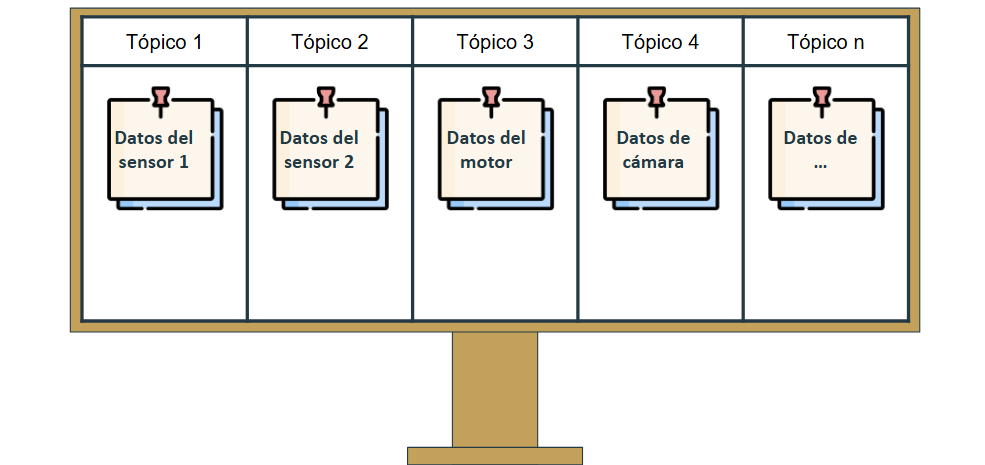 Tópico 1
Tópico 2
Tópico 3
Tópico 4
Tópico n
Datos del
sensor 1
Datos del
sensor 2
Datos del
motor
Datos de
cámara
Datos de
...